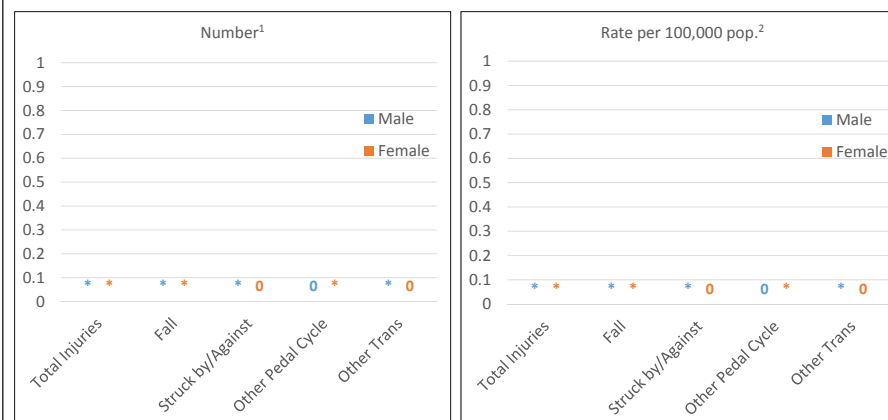 Number¹
1
0.9
0.8
0.7
0.6
0.5
0.4
0.3
0.2
0.1
0
Male
Female
* * * * * 0 0 * * 0
Total Injuries
Fall
Struck by/Against
Other Pedal Cycle
Other Trans
Rate per 100,000 pop.²
1
0.9
0.8
0.7
0.6
0.5
0.4
0.3
0.2
0.1
0
Male
Female
* * * * * 0 0 * * 0
Total Injuries
Fall
Struck by/Against
Other Pedal Cycle
Other Trans